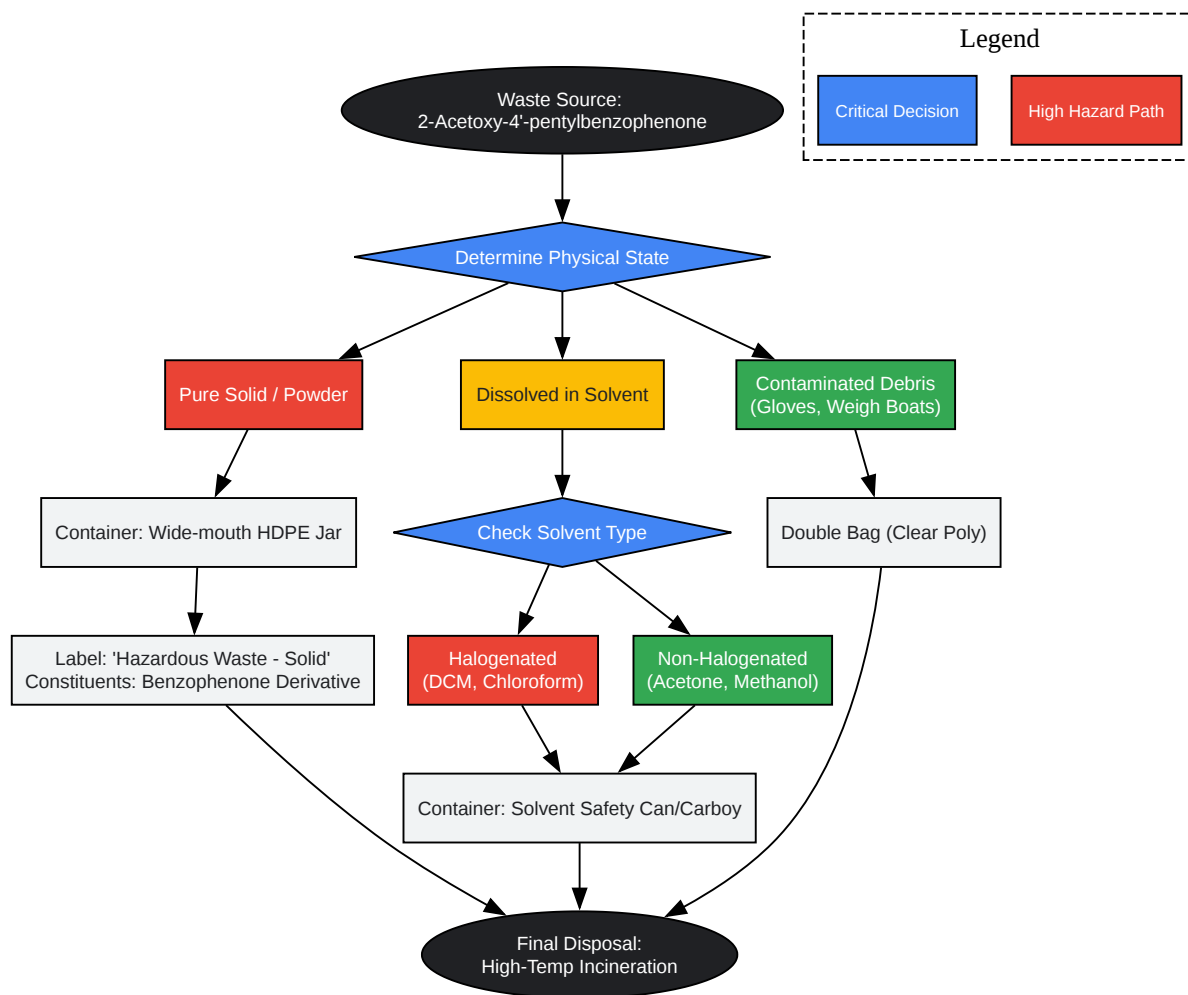 Legend
Critical Decision
High Hazard Path
Waste Source:
2-Acetoxy-4'-pentylbenzophenone
Determine Physical State
Pure Solid / Powder
Dissolved in Solvent
Contaminated Debris
(Gloves, Weigh Boats)
Container: Wide-mouth HDPE Jar
Check Solvent Type
Double Bag (Clear Poly)
Label: 'Hazardous Waste - Solid'
Constituents: Benzophenone Derivative
Halogenated
(DCM, Chloroform)
Non-Halogenated
(Acetone, Methanol)
Container: Solvent Safety Can/Carboy
Final Disposal:
High-Temp Incineration